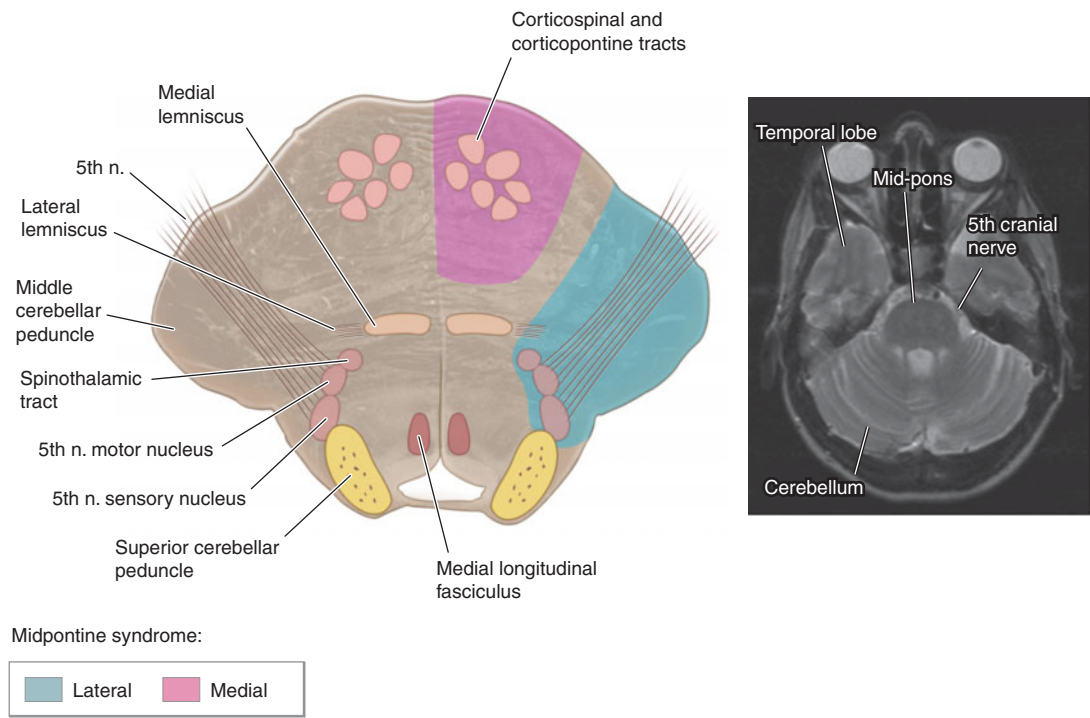 Corticospinal and
corticopontine tracts
Medial
lemniscus
5th n.
Lateral
lemniscus
Middle
cerebellar
peduncle
Spinothalamic
tract
5th n. motor nucleus
5th n. sensory nucleus
Superior cerebellar
peduncle
Medial longitudinal
fasciculus
Temporal lobe
Mid-pons
5th cranial
nerve
Cerebellum
Midpontine syndrome:
Lateral
Medial